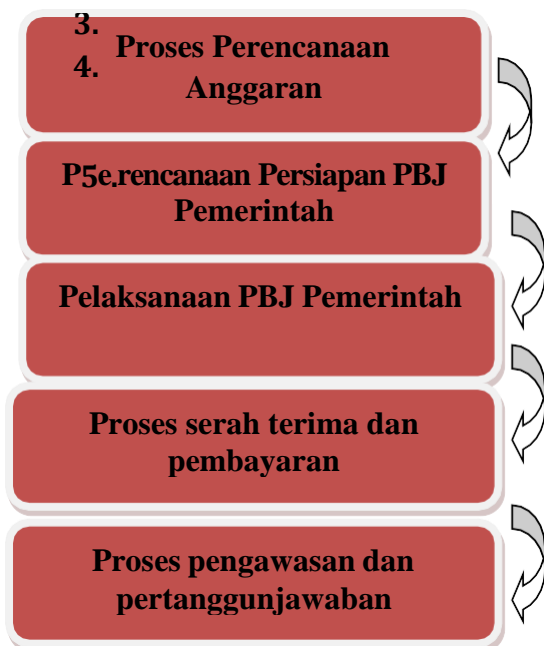 3.
4.
Proses Perencanaan
Anggaran
P5e.rencanaan Persiapan PBJ
Pemerintah
Pelaksanaan PBJ Pemerintah
Proses serah terima dan
pembayaran
Proses pengawasan dan
pertanggunjawaban